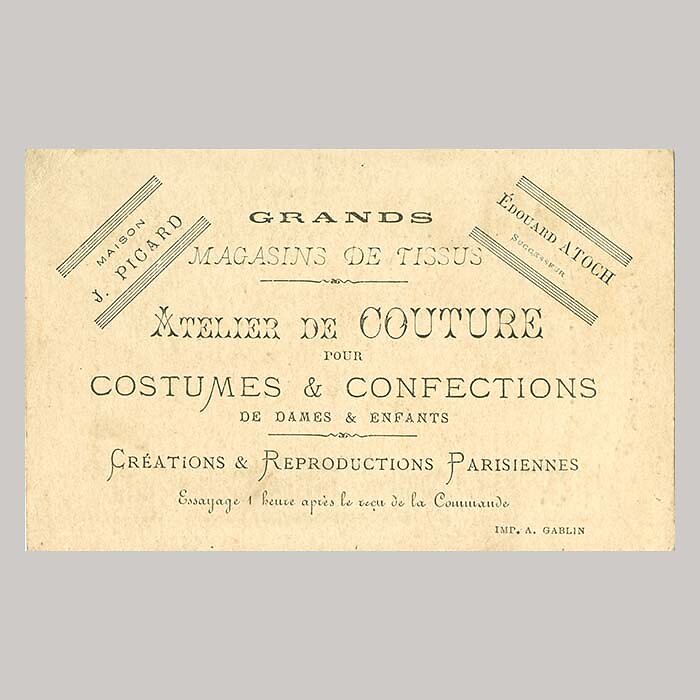 MAISON
J. PICARD
ÉDOUARD ATOCH
SUCCESSEUR
GRANDS
MAGASINS DE TISSUS
ATELIER DE COUTURE
POUR
COSTUMES & CONFECTIONS
DE DAMES & ENFANTS
CRÉATIONS & REPRODUCTIONS PARISIENNES
Essayage 1 heure après le reçu de la Commande
IMP. A. GABLIN